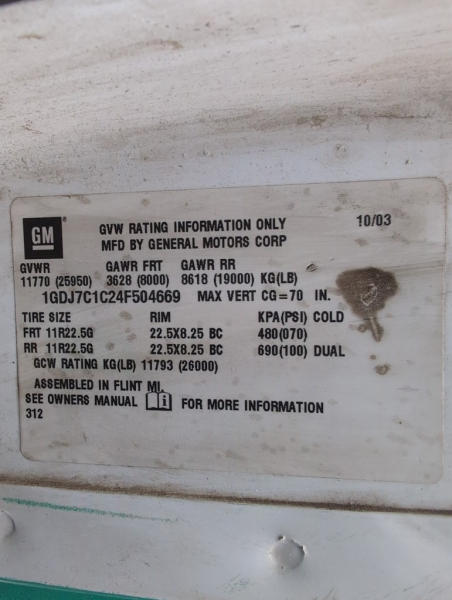 GM
GVW RATING INFORMATION ONLY 10/03
MFD BY GENERAL MOTORS CORP
GVWR GAWR FRT GAWR RR
11770 (25950) 3628 (8000) 8618 (19000) KG(LB)
1GDJ7C1C24F504669 MAX VERT CG=70 IN.
TIRE SIZE RIM KPA(PSI) COLD
FRT 11R22.5G 22.5X8.25 BC 480(070)
RR 11R22.5G 22.5X8.25 BC 690(100) DUAL
GCW RATING KG(LB) 11793 (26000)
ASSEMBLED IN FLINT MI.
SEE OWNERS MANUAL i FOR MORE INFORMATION
312